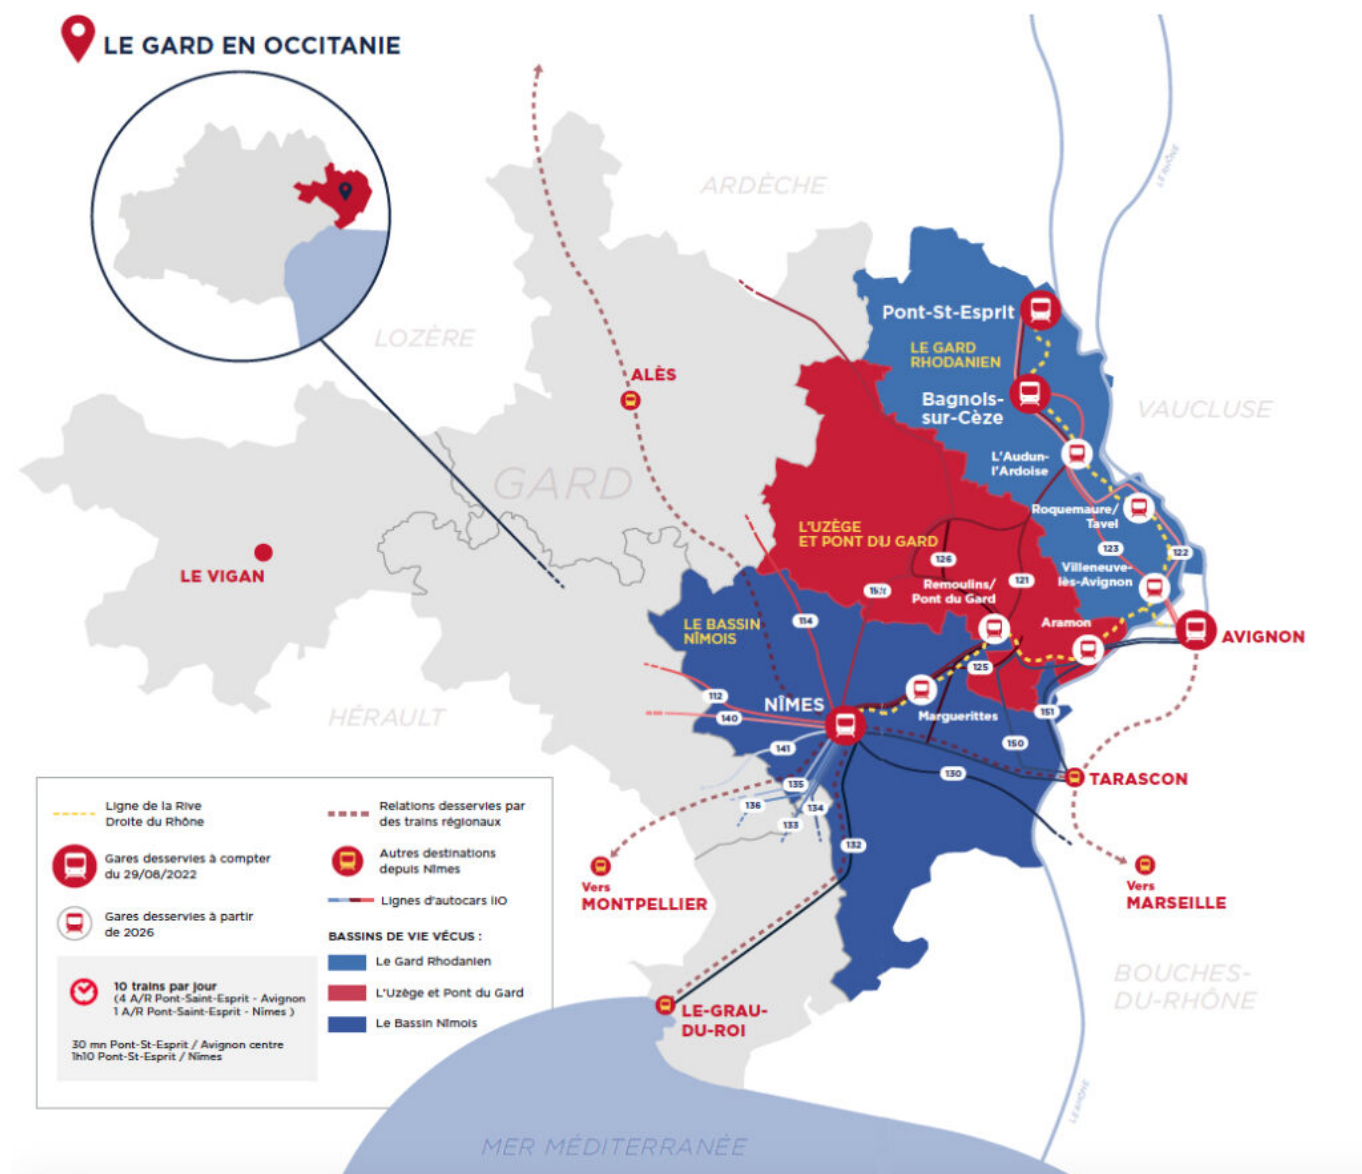 LE GARD EN OCCITANIE
ARDÈCHE
LE RHÔNE
LOZÈRE
Pont-St-Esprit
LE GARD
RHODANIEN
ALÈS
Bagnols-
sur-Cèze
VAUCLUSE
L'Audun-
l'Ardoise
GARD
Roquemaure/
Tavel
L'UZÈGE
ET PONT DU GARD
123
122
126
LE VIGAN
Villeneuve-
lès-Avignon
121
Remoulins/
Pont du Gard
114
LE BASSIN
NÎMOIS
Aramon
AVIGNON
125
112
NÎMES
140
Marguerittes
151
HÉRAULT
141
150
130
TARASCON
135
136
134
133
132
Vers
MONTPELLIER
Vers
MARSEILLE
BOUCHES-
DU-RHÔNE
LE-GRAU-
DU-ROI
LE RHÔNE
MER MÉDITERRANÉE
Ligne de la Rive
Droite du Rhône
Gares desservies à compter
du 29/08/2022
Gares desservies à partir
de 2026
10 trains par jour
(4 A/R Pont-Saint-Esprit - Avignon
1 A/R Pont-Saint-Esprit - Nîmes )
30 mn Pont-St-Esprit / Avignon centre
1h10 Pont-St-Esprit / Nîmes
Relations desservies par
des trains régionaux
Autres destinations
depuis Nîmes
Lignes d'autocars liO
BASSINS DE VIE VÉCUS :
Le Gard Rhodanien
L'Uzège et Pont du Gard
Le Bassin Nîmois